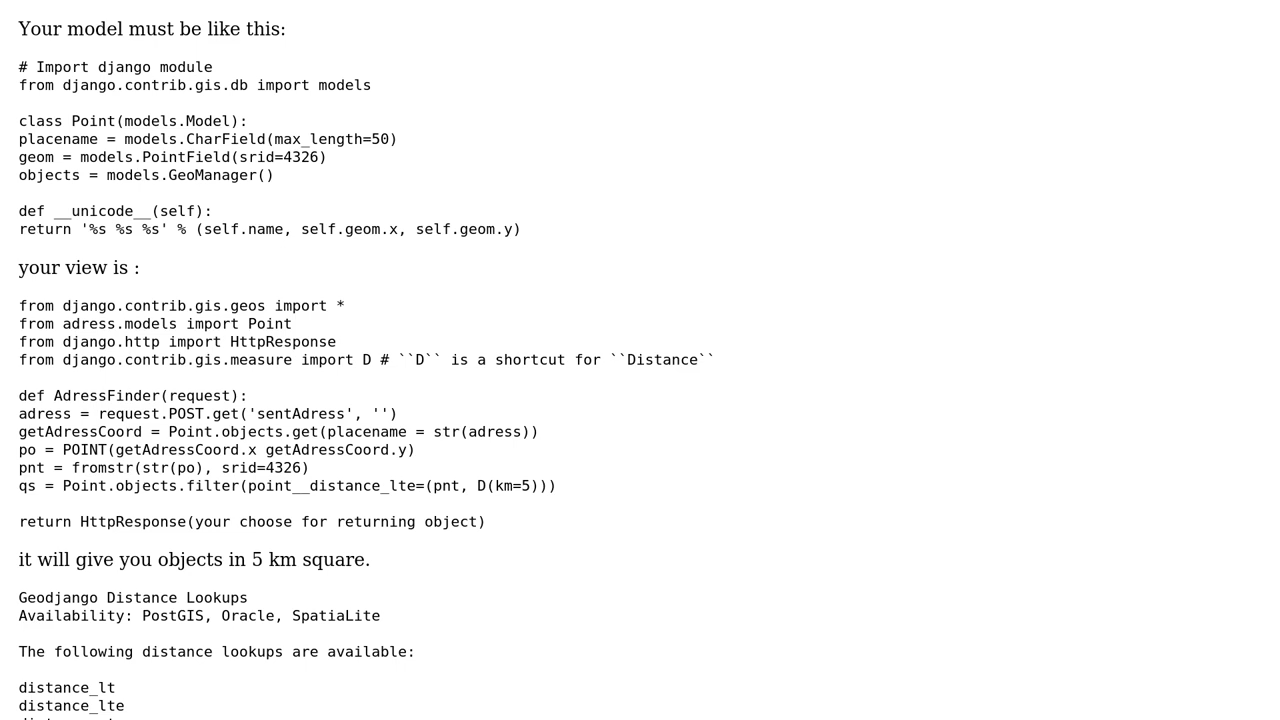 Your model must be like this:
# Import django module
from django.contrib.gis.db import models
class Point(models.Model):
placename = models.CharField(max_length=50)
geom = models.PointField(srid=4326)
objects = models.GeoManager()
def __unicode__(self):
return '%s %s %s' % (self.name, self.geom.x, self.geom.y)
your view is :
from django.contrib.gis.geos import *
from adress.models import Point
from django.http import HttpResponse
from django.contrib.gis.measure import D # ``D`` is a shortcut for ``Distance``
def AdressFinder(request):
adress = request.POST.get('sentAdress', '')
getAdressCoord = Point.objects.get(placename = str(adress))
po = POINT(getAdressCoord.x getAdressCoord.y)
pnt = fromstr(str(po), srid=4326)
qs = Point.objects.filter(point__distance_lte=(pnt, D(km=5)))
return HttpResponse(your choose for returning object)
it will give you objects in 5 km square.
Geodjango Distance Lookups
Availability: PostGIS, Oracle, SpatiaLite
The following distance lookups are available:
distance_lt
distance_lte